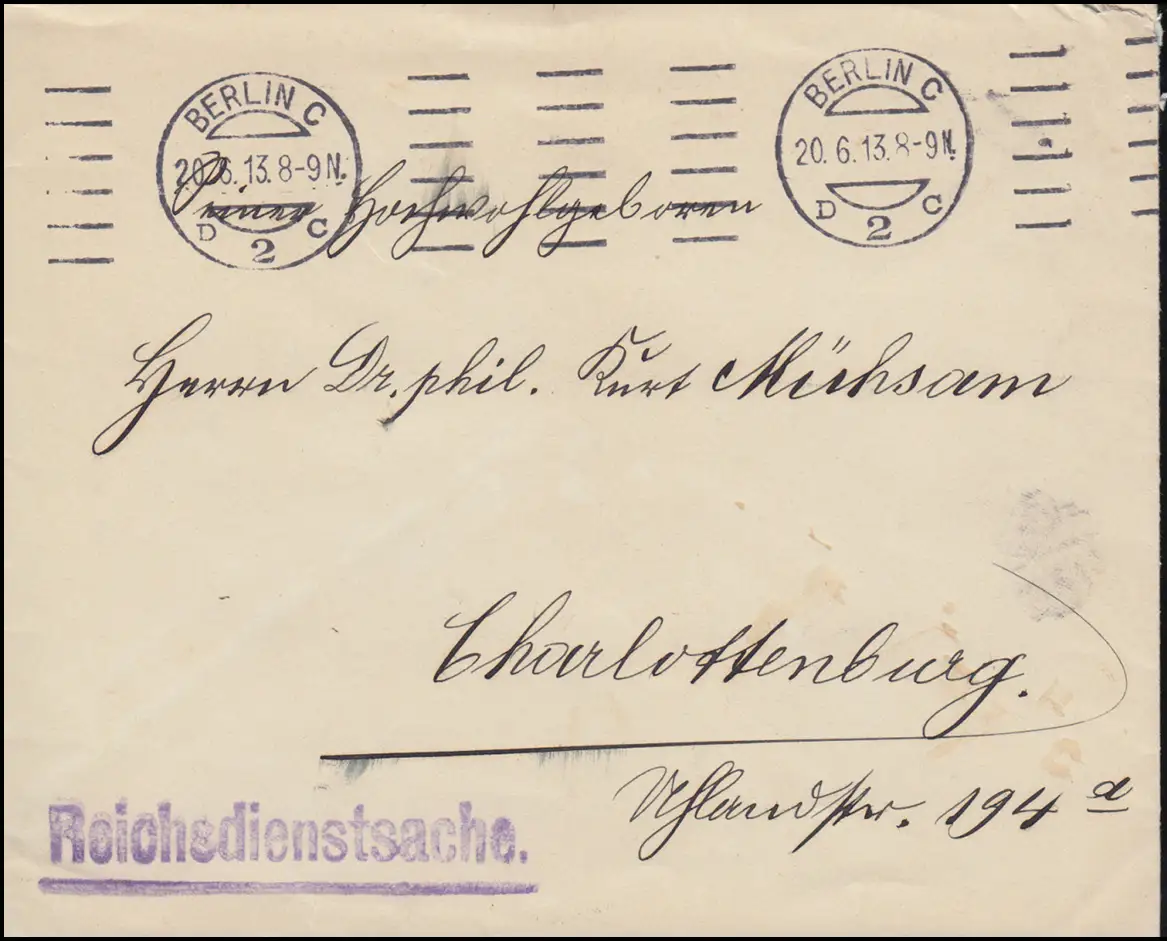 BERLIN C
20.6.13.8-9N.
D 2 C
BERLIN C
20.6.13.8-9N.
D 2 C
Seiner Hochwohlgeboren
Herrn Dr. phil. Kurt Mühsam
Charlottenburg.
Uhlandstr. 194 a
Reichsdienstsache.